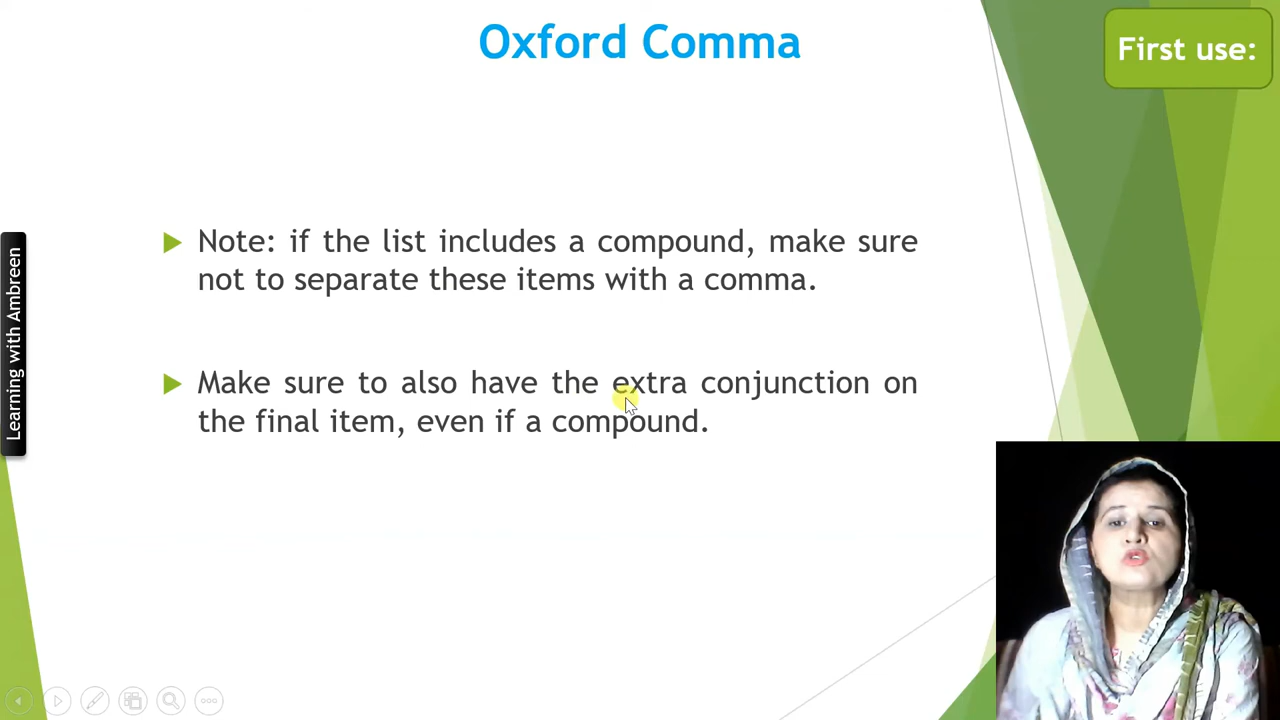 Oxford Comma
First use:
Note: if the list includes a compound, make sure
not to separate these items with a comma.
Make sure to also have the extra conjunction on
the final item, even if a compound.
Learning with Ambreen